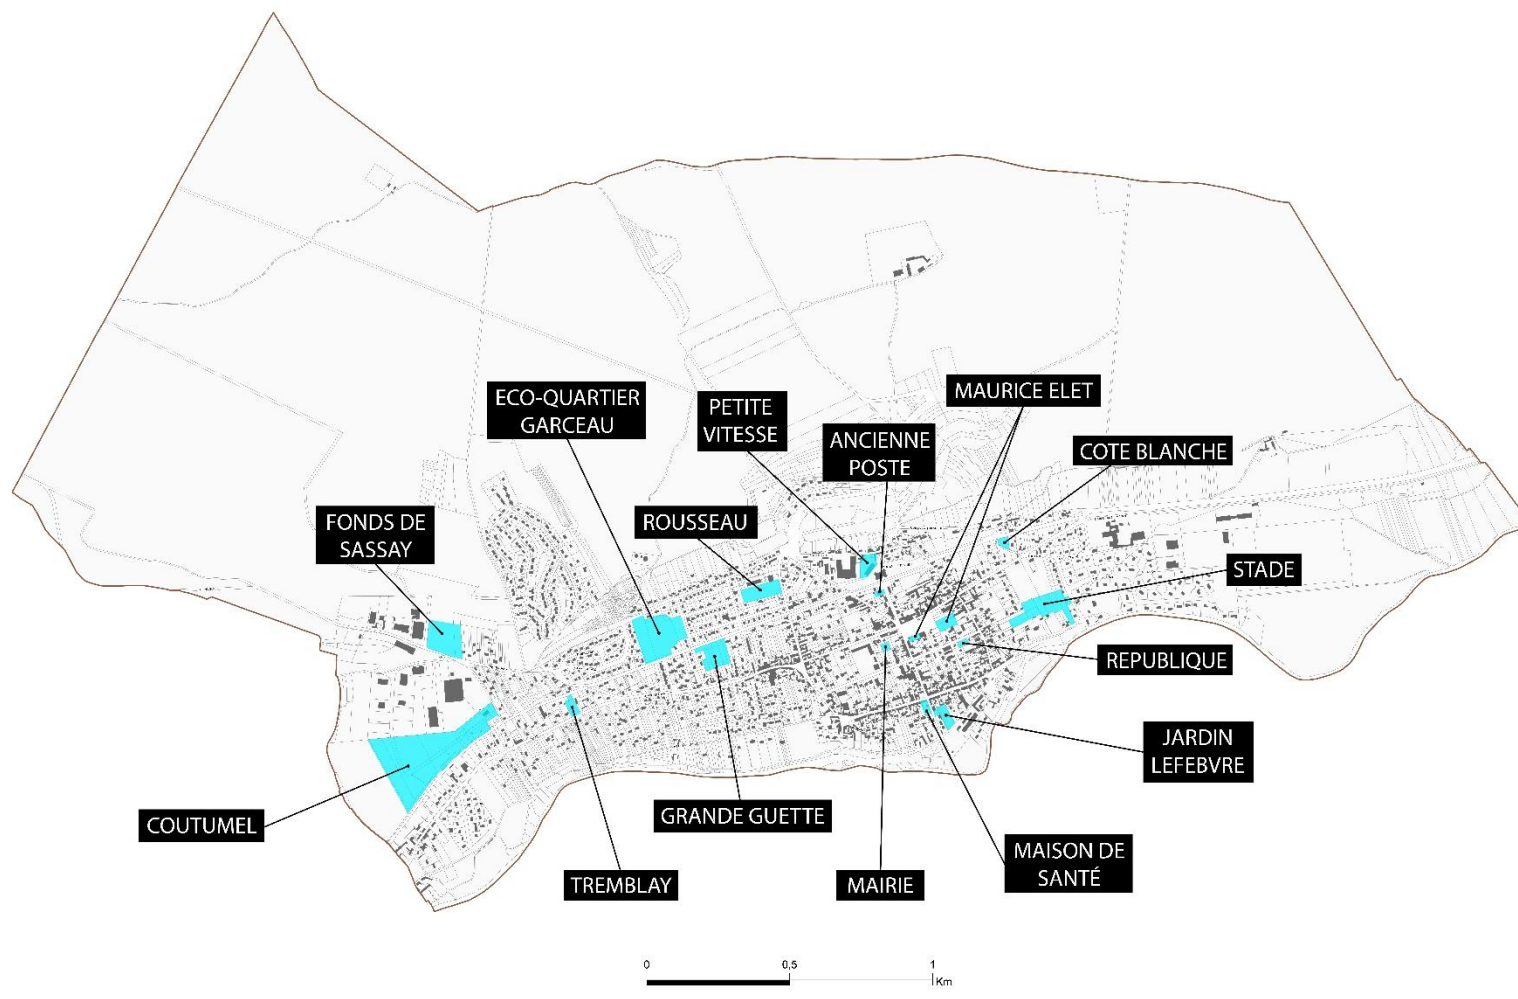 ECO-QUARTIER
GARCEAU
PETITE
VITESSE
MAURICE ELET
ANCIENNE
POSTE
COTE BLANCHE
FONDS DE
SASSAY
ROUSSEAU
STADE
REPUBLIQUE
JARDIN
LEFEBVRE
COUTUMEL
GRANDE GUETTE
TREMBLAY
MAIRIE
MAISON DE
SANTÉ
0 0,5 1
Km